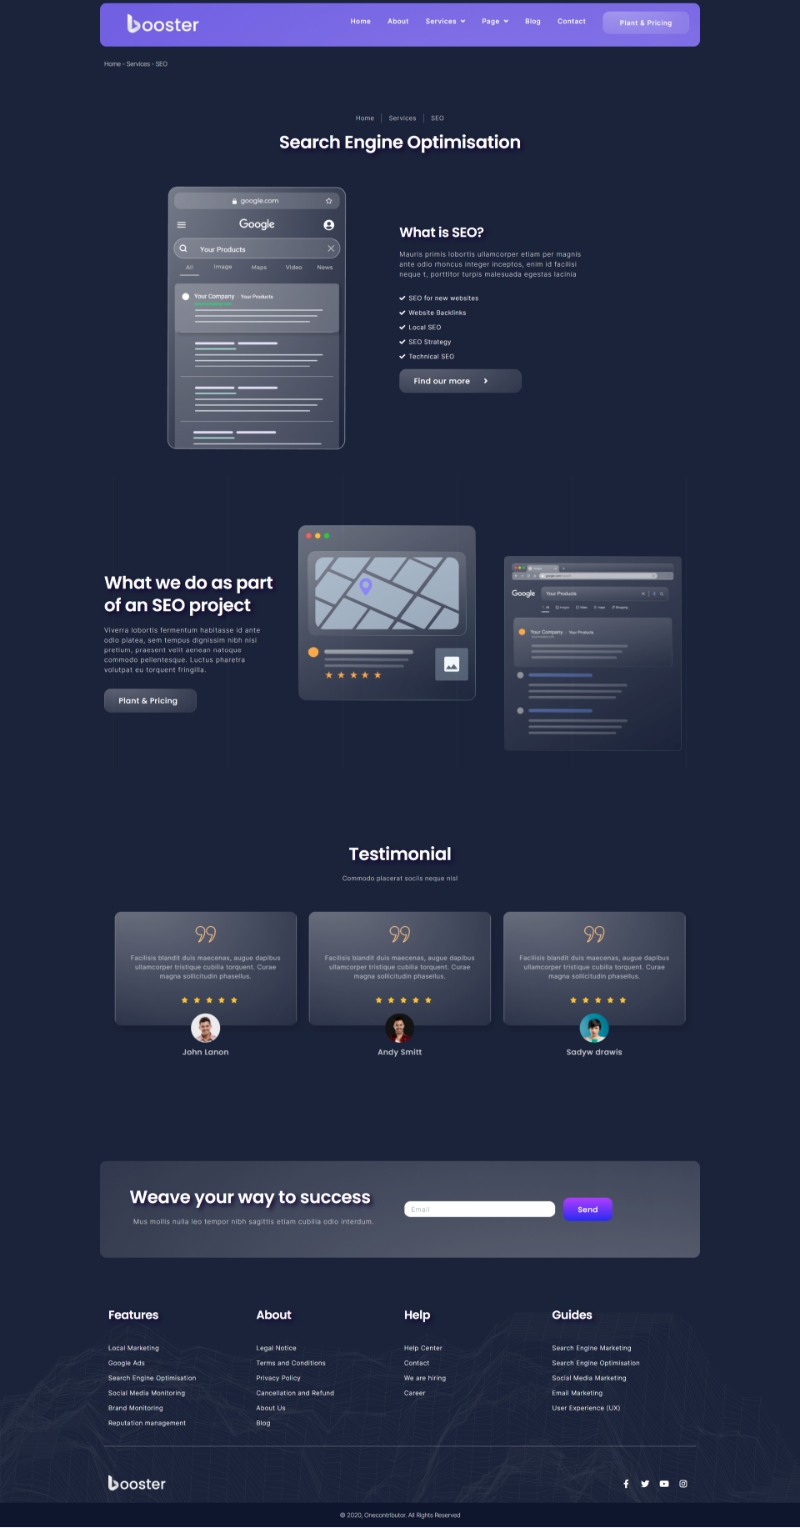 booster
Home About Services Page Blog Contact Plant & Pricing
Home - Services - SEO
Home Services SEO
Search Engine Optimisation
google.com
Google
Your Products
All Image Maps Video News
Your Company · Your Products
What is SEO?
Mauris primis lobortis ullamcorper etiam per magnis
ante odio rhoncus integer inceptos, enim id facilisi
neque t, porttitor turpis malesuada egestas lacinia
SEO for new websites
Website Backlinks
Local SEO
SEO Strategy
Technical SEO
Find our more
What we do as part
of an SEO project
Viverra lobortis fermentum habitasse id ante
odio platea, sem tempus dignissim nibh nisi
pretium, praesent velit aenean natoque
commodo pellentesque. Luctus pharetra
volutpat eu torquent fringilla.
Plant & Pricing
Google
Your Products
Your Company · Your Products
Testimonial
Commodo placerat sociis neque nisl
Facilisis blandit duis maecenas, augue dapibus
ullamcorper tristique cubilia torquent. Curae
magna sollicitudin phasellus.
John Lanon
Facilisis blandit duis maecenas, augue dapibus
ullamcorper tristique cubilia torquent. Curae
magna sollicitudin phasellus.
Andy Smitt
Facilisis blandit duis maecenas, augue dapibus
ullamcorper tristique cubilia torquent. Curae
magna sollicitudin phasellus.
Sadyw drawis
Weave your way to success
Mus mollis nulla leo tempor nibh sagittis etiam cubilia odio interdum.
Email
Send
Features
Local Marketing
Google Ads
Search Engine Optimisation
Social Media Monitoring
Brand Monitoring
Reputation management
About
Legal Notice
Terms and Conditions
Privacy Policy
Cancellation and Refund
About Us
Blog
Help
Help Center
Contact
We are hiring
Career
Guides
Search Engine Marketing
Search Engine Optimisation
Social Media Marketing
Email Marketing
User Experience (UX)
booster
© 2020, Onecontributor. All Rights Reserved